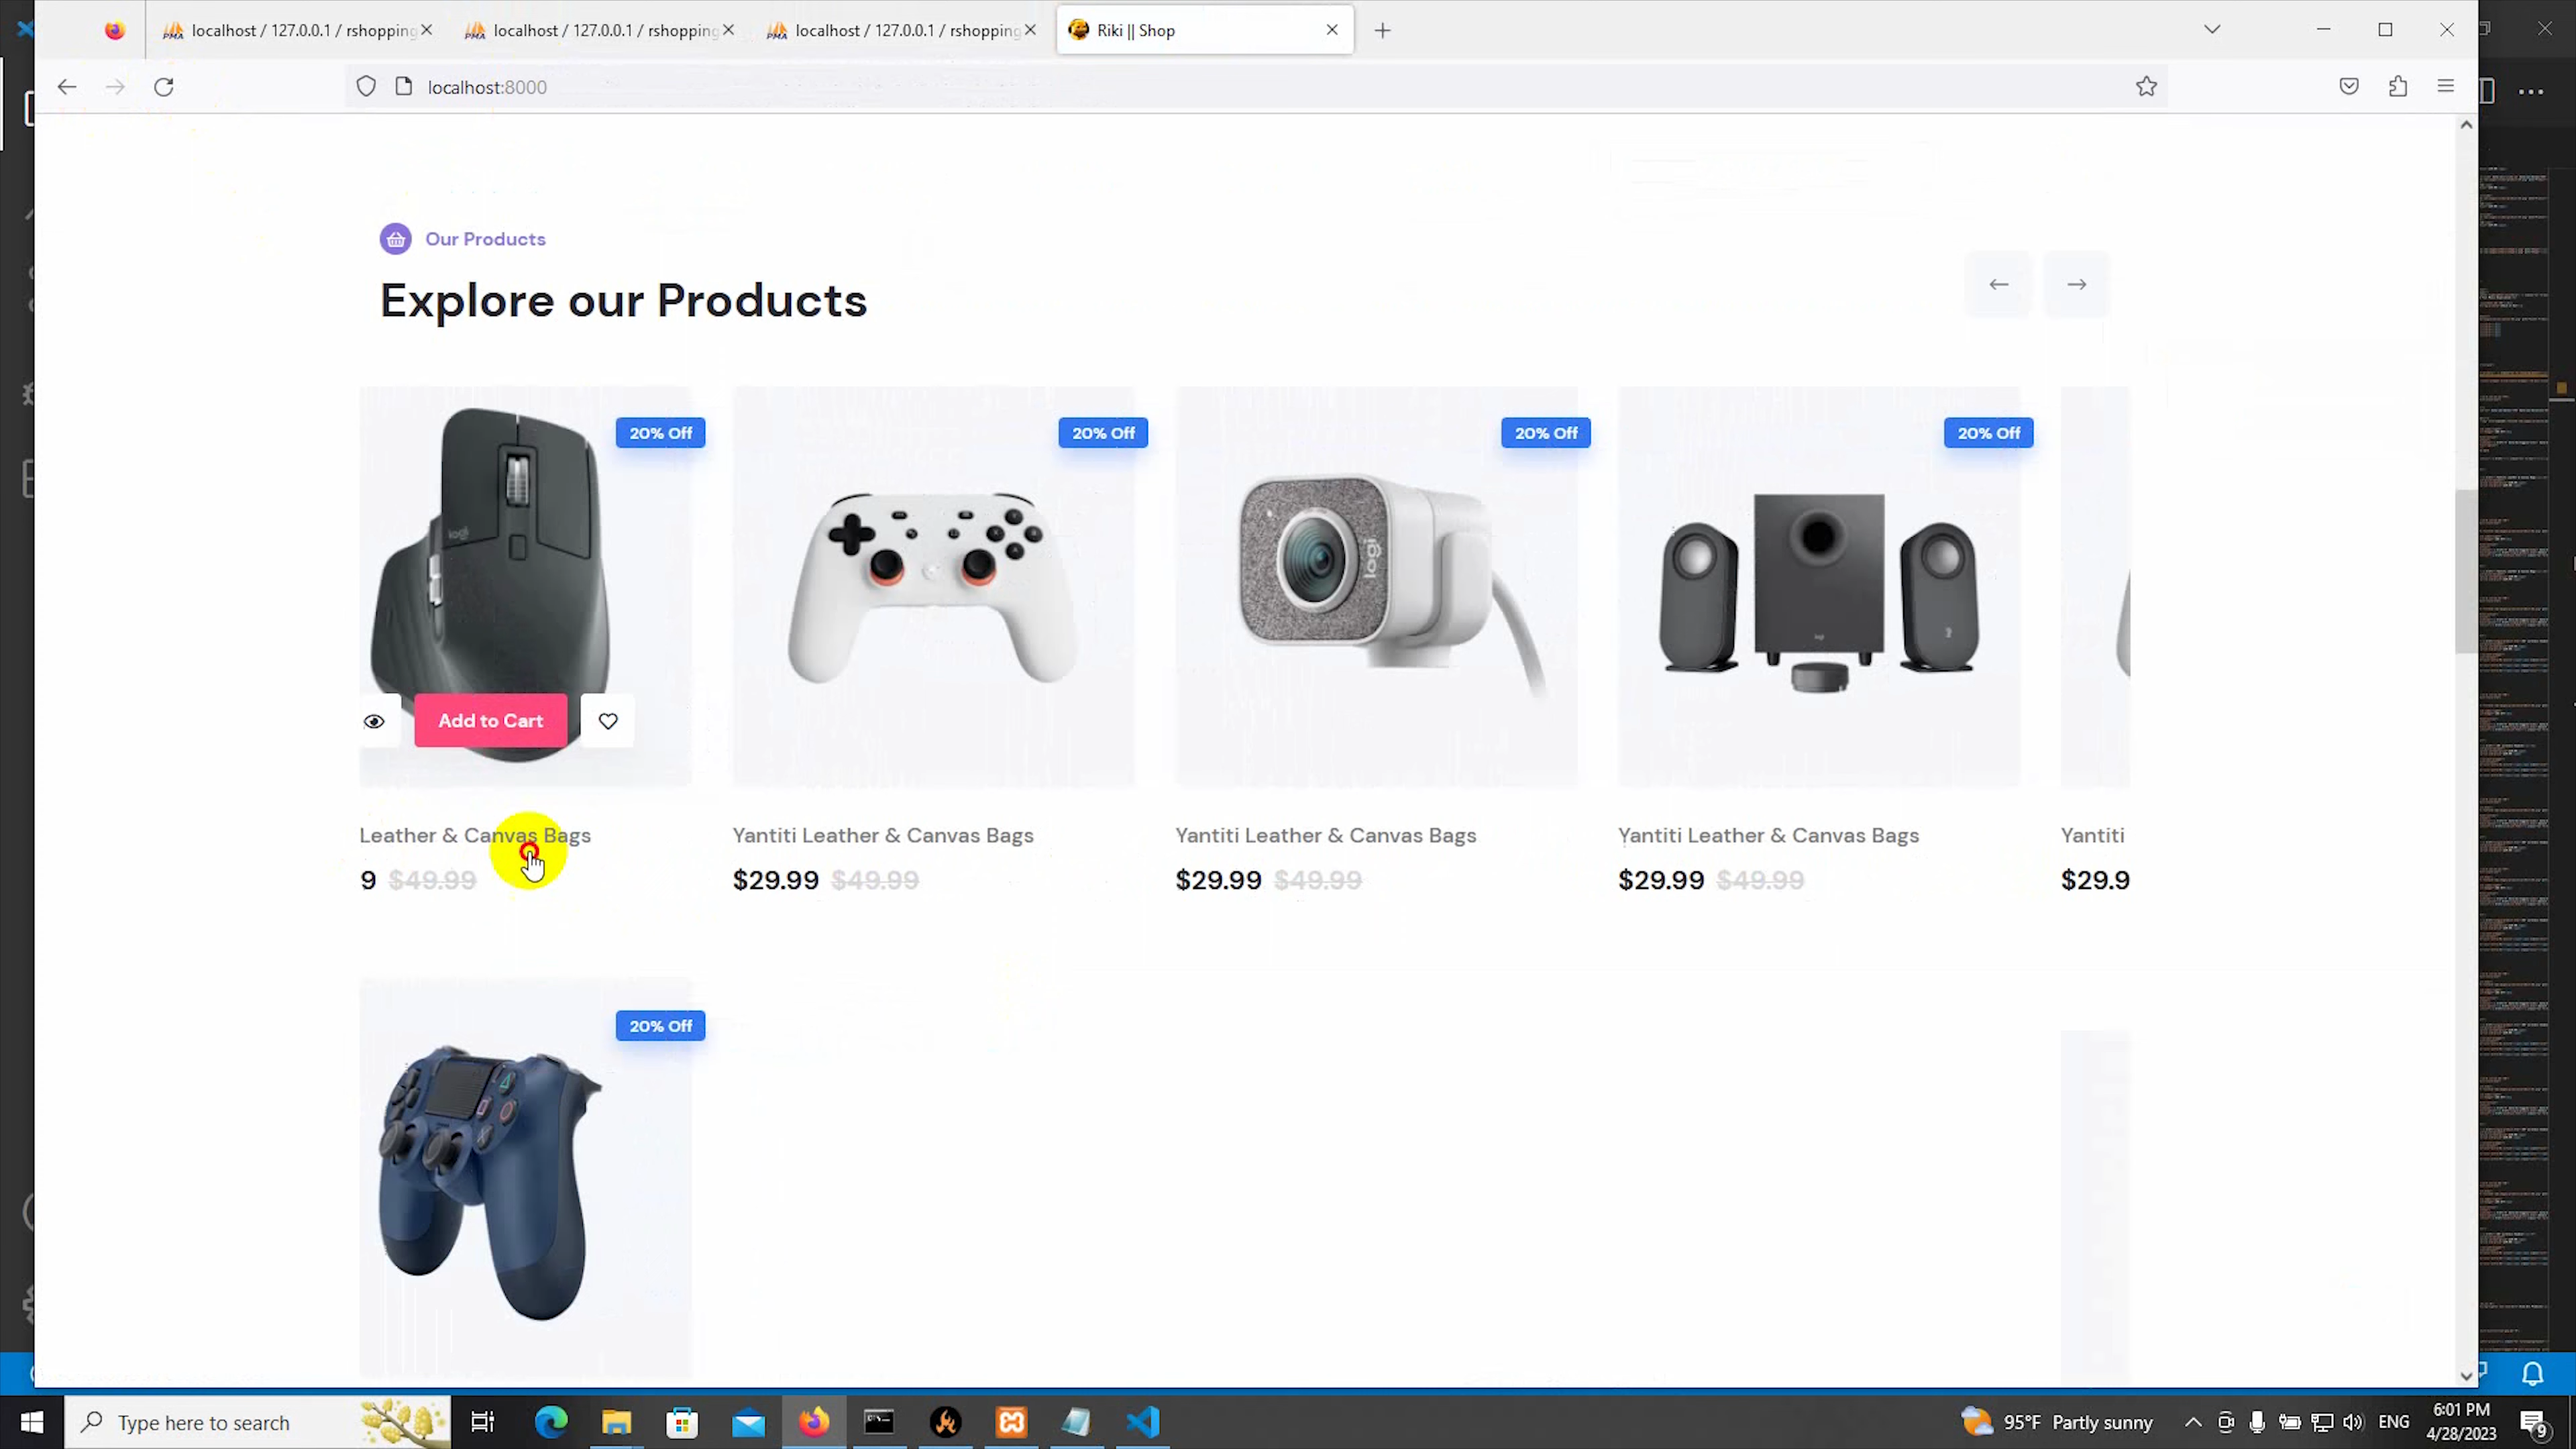 localhost / 127.0.0.1 / rshopping
localhost / 127.0.0.1 / rshopping
localhost / 127.0.0.1 / rshopping
Riki || Shop
localhost:8000
Our Products
Explore our Products
20% Off
20% Off
20% Off
20% Off
logi
logi
Add to Cart
Leather & Canvas Bags
Yantiti Leather & Canvas Bags
Yantiti Leather & Canvas Bags
Yantiti Leather & Canvas Bags
Yantiti
9 $49.99
$29.99 $49.99
$29.99 $49.99
$29.99 $49.99
$29.9
20% Off
Type here to search
95°F Partly sunny
ENG
6:01 PM
4/28/2023
9